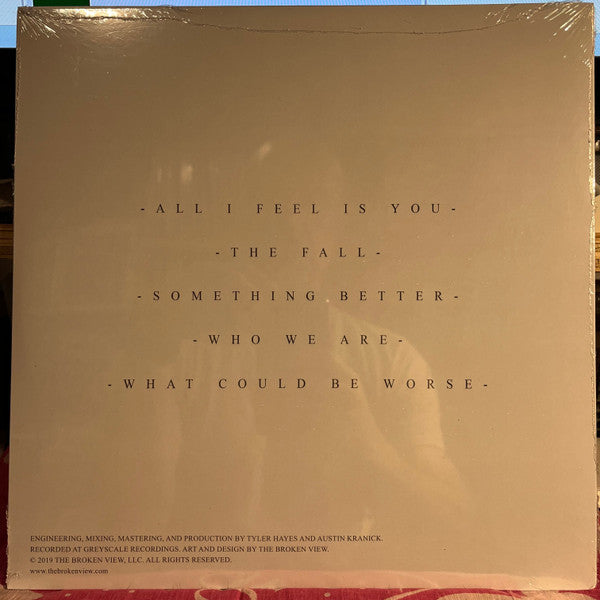 -ALL I FEEL IS YOU-
-THE FALL-
-SOMETHING BETTER-
-WHO WE ARE-
-WHAT COULD BE WORSE-
ENGINEERING, MIXING, MASTERING, AND PRODUCTION BY TYLER HAYES AND AUSTIN KRANICK.
RECORDED AT GREYSCALE RECORDINGS. ART AND DESIGN BY THE BROKEN VIEW.
© 2019 THE BROKEN VIEW, LLC. ALL RIGHTS RESERVED.
www.thebrokenview.com